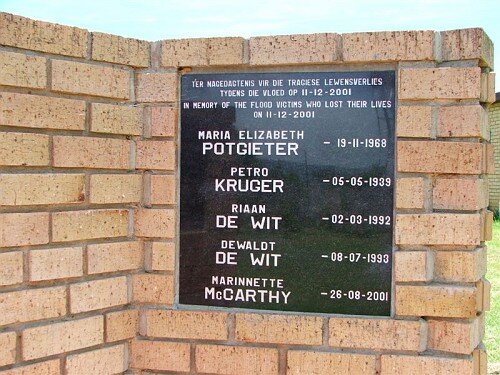 TER NAGEDAGTENIS VIR DIE TRAGIESE LEWENSVERLIES
TYDENS DIE VLOED OP 11-12-2001
IN MEMORY OF THE FLOOD VICTIMS WHO LOST THEIR LIVES
ON 11-12-2001
MARIA ELIZABETH
POTGIETER - 19-11-1968
PETRO
KRUGER - 05-05-1939
RIAAN
DE WIT - 02-03-1992
DEWALDT
DE WIT - 08-07-1993
MARINNETTE
McCARTHY - 26-08-2001